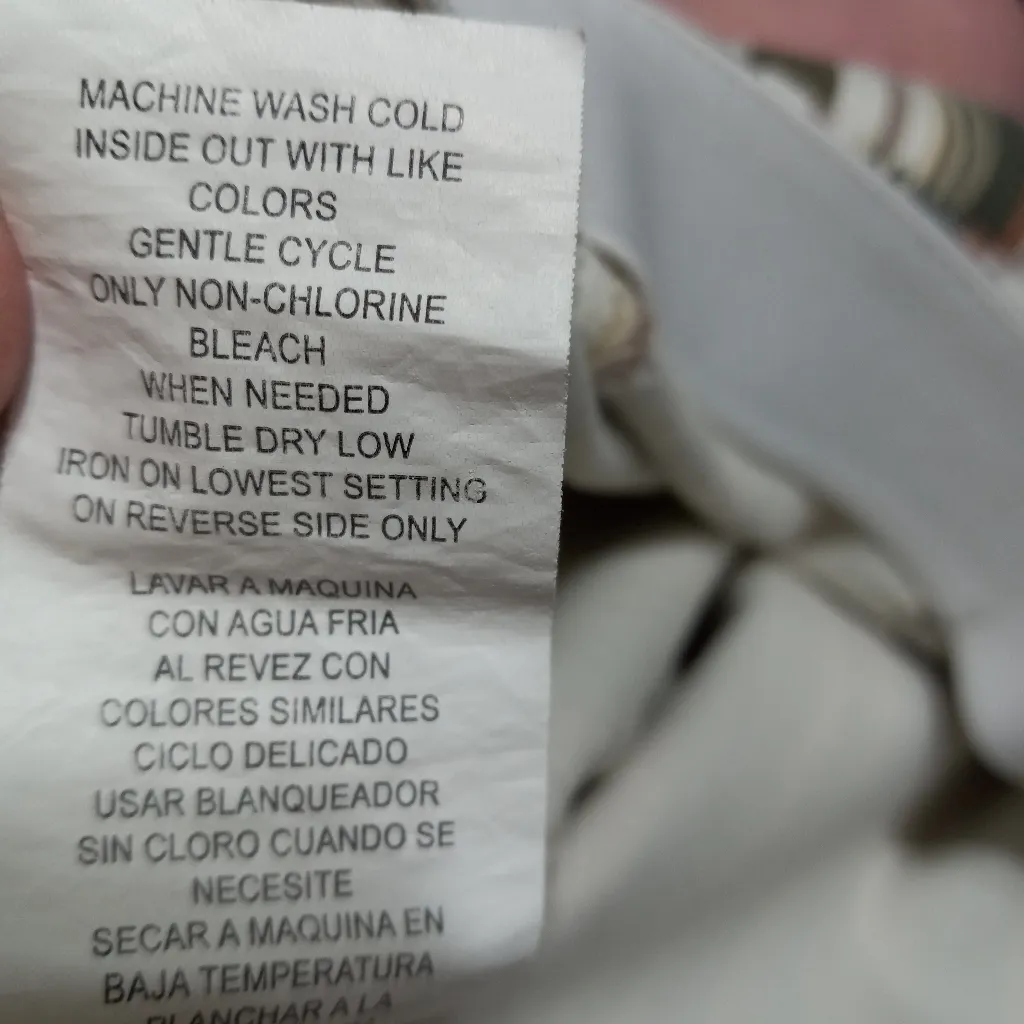 MACHINE WASH COLD
INSIDE OUT WITH LIKE
COLORS
GENTLE CYCLE
ONLY NON-CHLORINE
BLEACH
WHEN NEEDED
TUMBLE DRY LOW
IRON ON LOWEST SETTING
ON REVERSE SIDE ONLY
LAVAR A MAQUINA
CON AGUA FRIA
AL REVEZ CON
COLORES SIMILARES
CICLO DELICADO
USAR BLANQUEADOR
SIN CLORO CUANDO SE
NECESITE
SECAR A MAQUINA EN
BAJA TEMPERATURA
PLANCHAR A LA